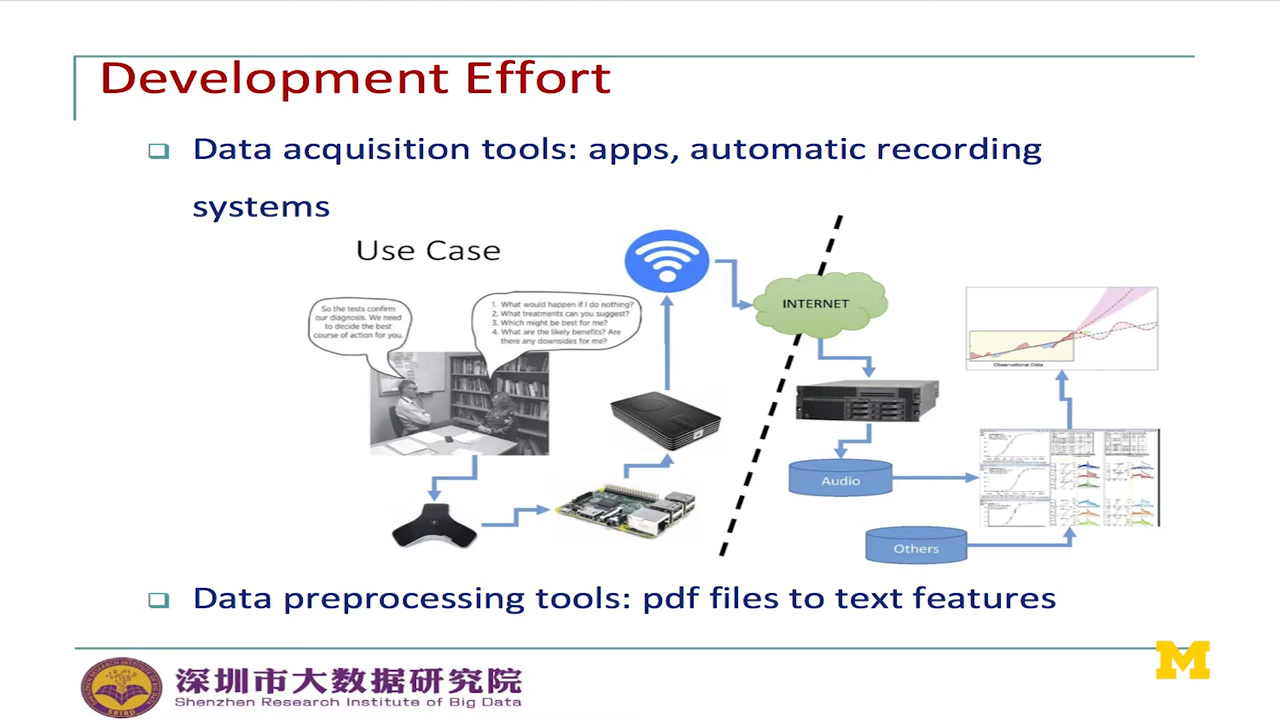 Development Effort
Data acquisition tools: apps, automatic recording
systems
Use Case
So the tests confirm
our diagnosis. We need
to decide the best
course of action for you.
1. What would happen if I do nothing?
2. What treatments can you suggest?
3. Which might be best for me?
4. What are the likely benefits? Are
there any downsides for me?
INTERNET
Observational Data
Audio
Others
Data preprocessing tools: pdf files to text features
深圳市大数据研究院
Shenzhen Research Institute of Big Data
M